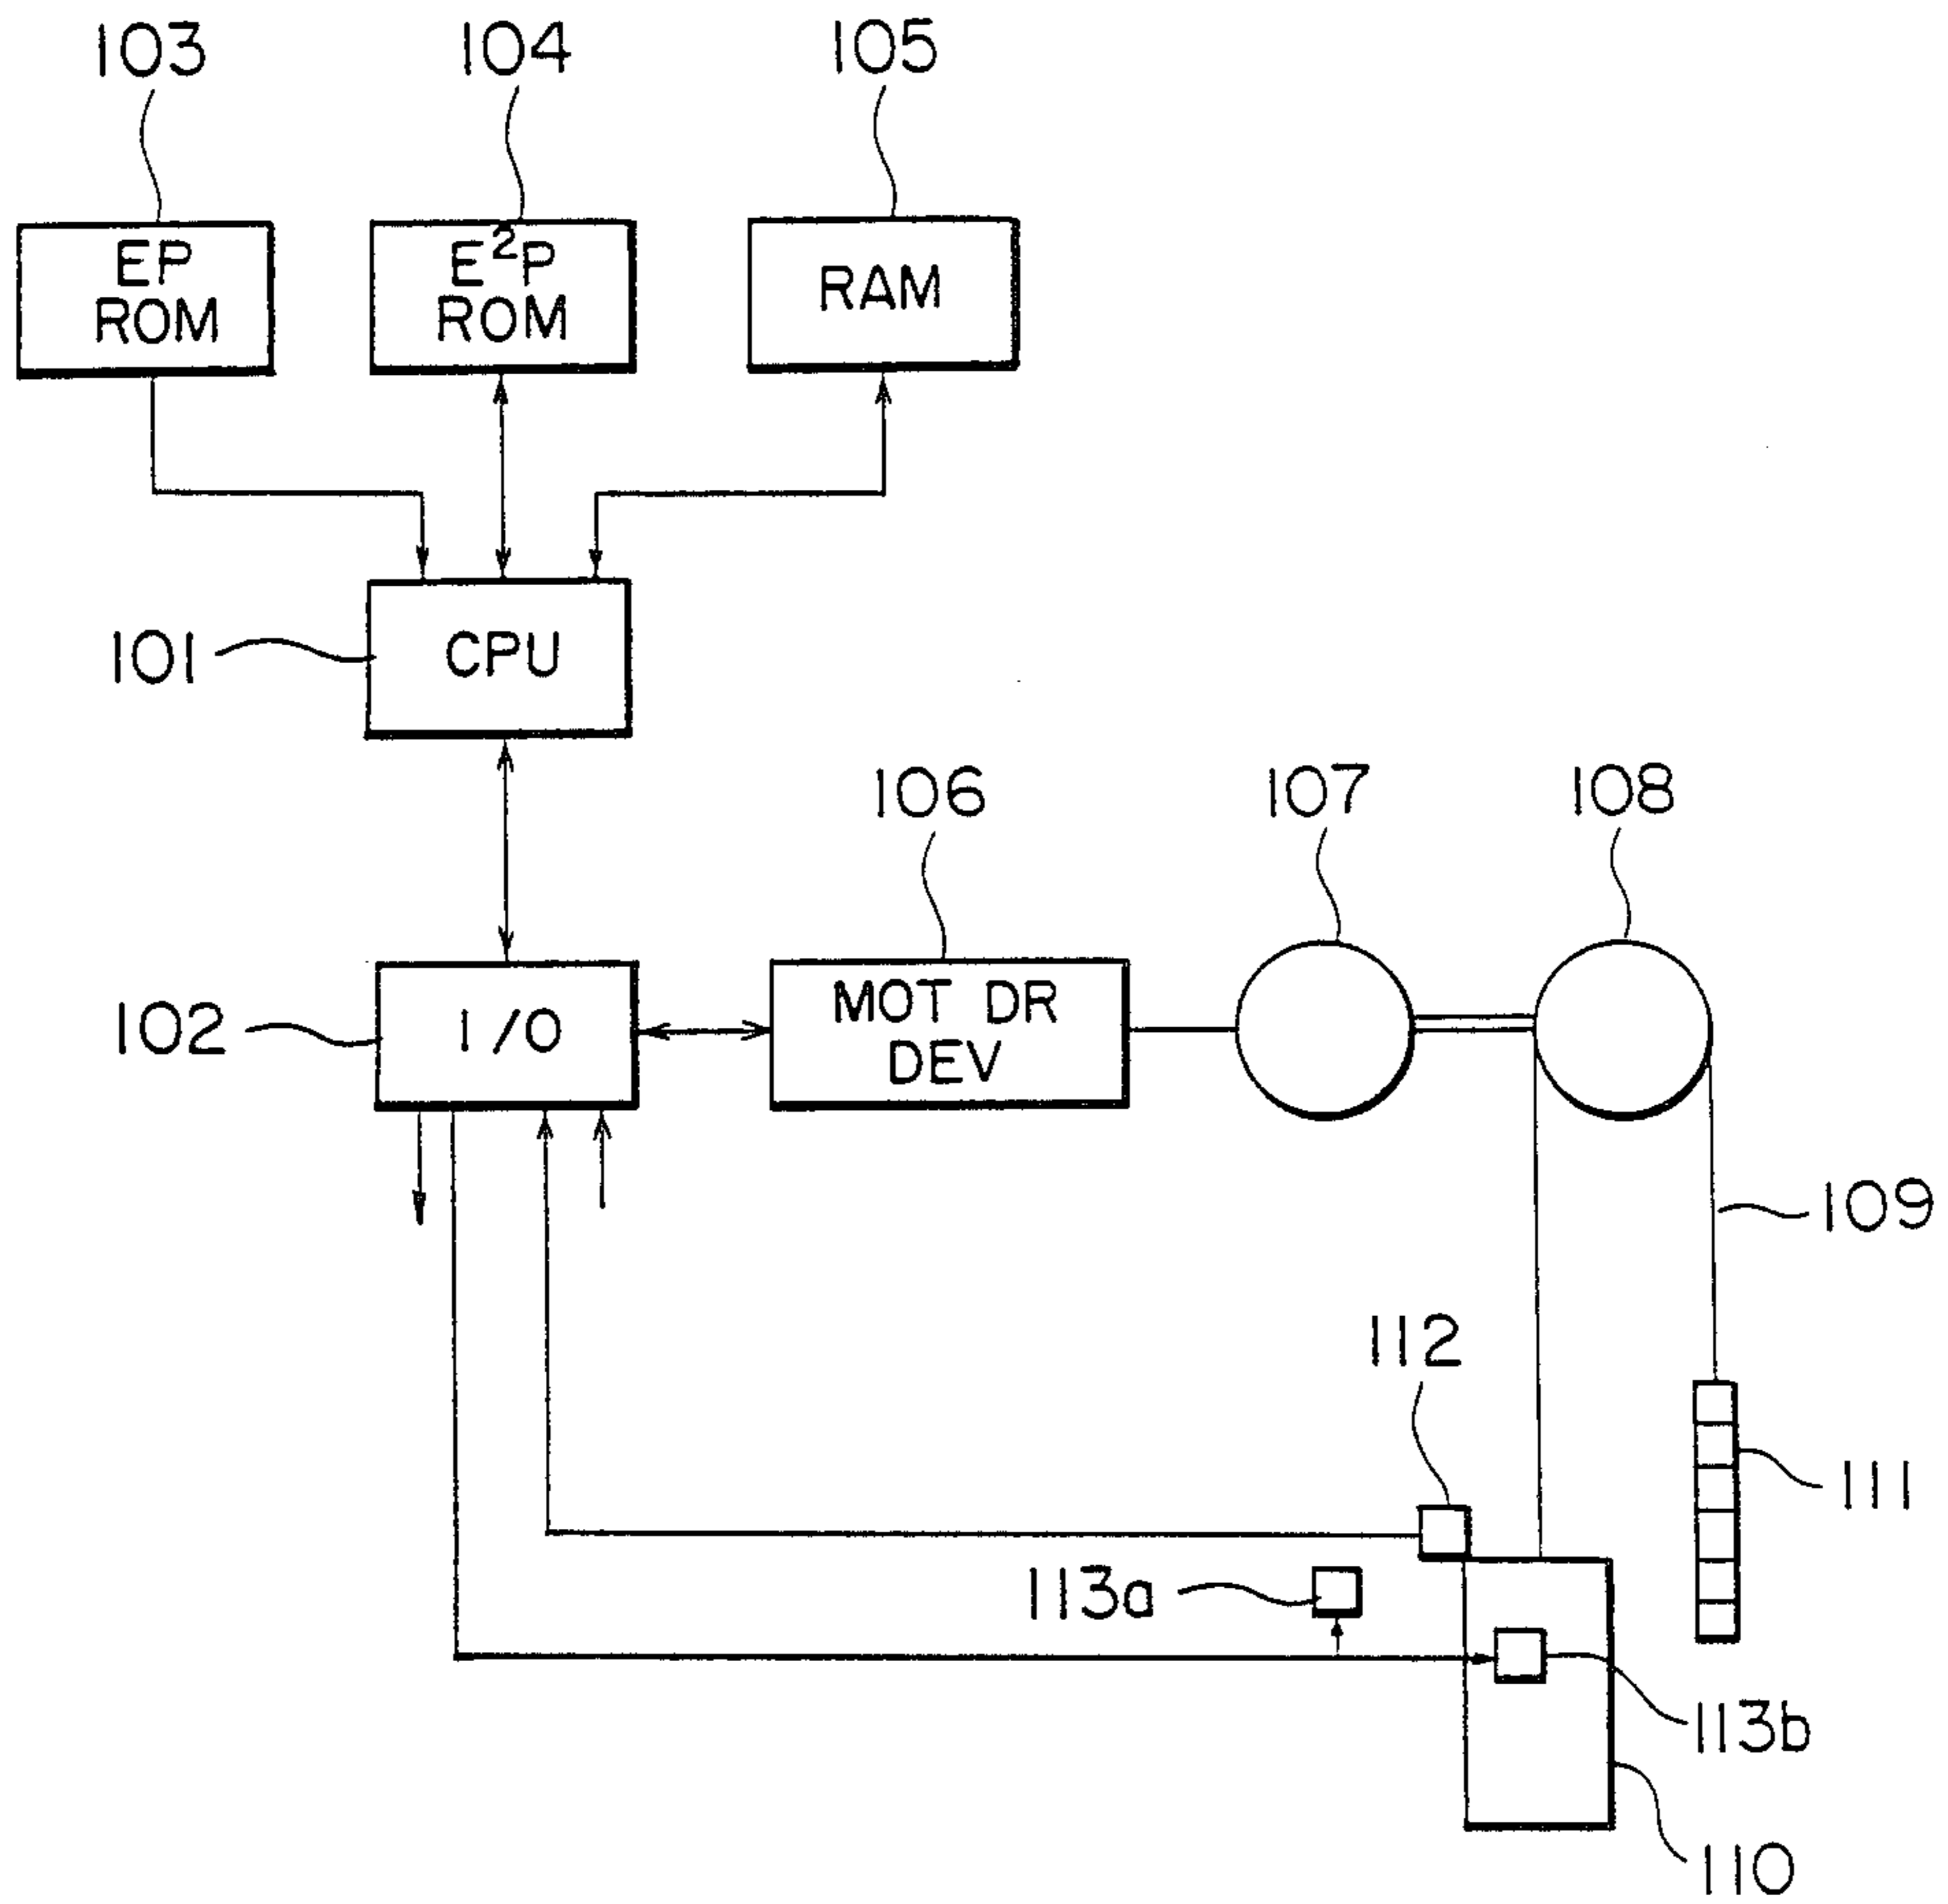 103
104
105
EP
ROM
E²P
ROM
RAM
101
CPU
106
107
108
102
I/O
MOT DR
DEV
109
112
111
113a
113b
110